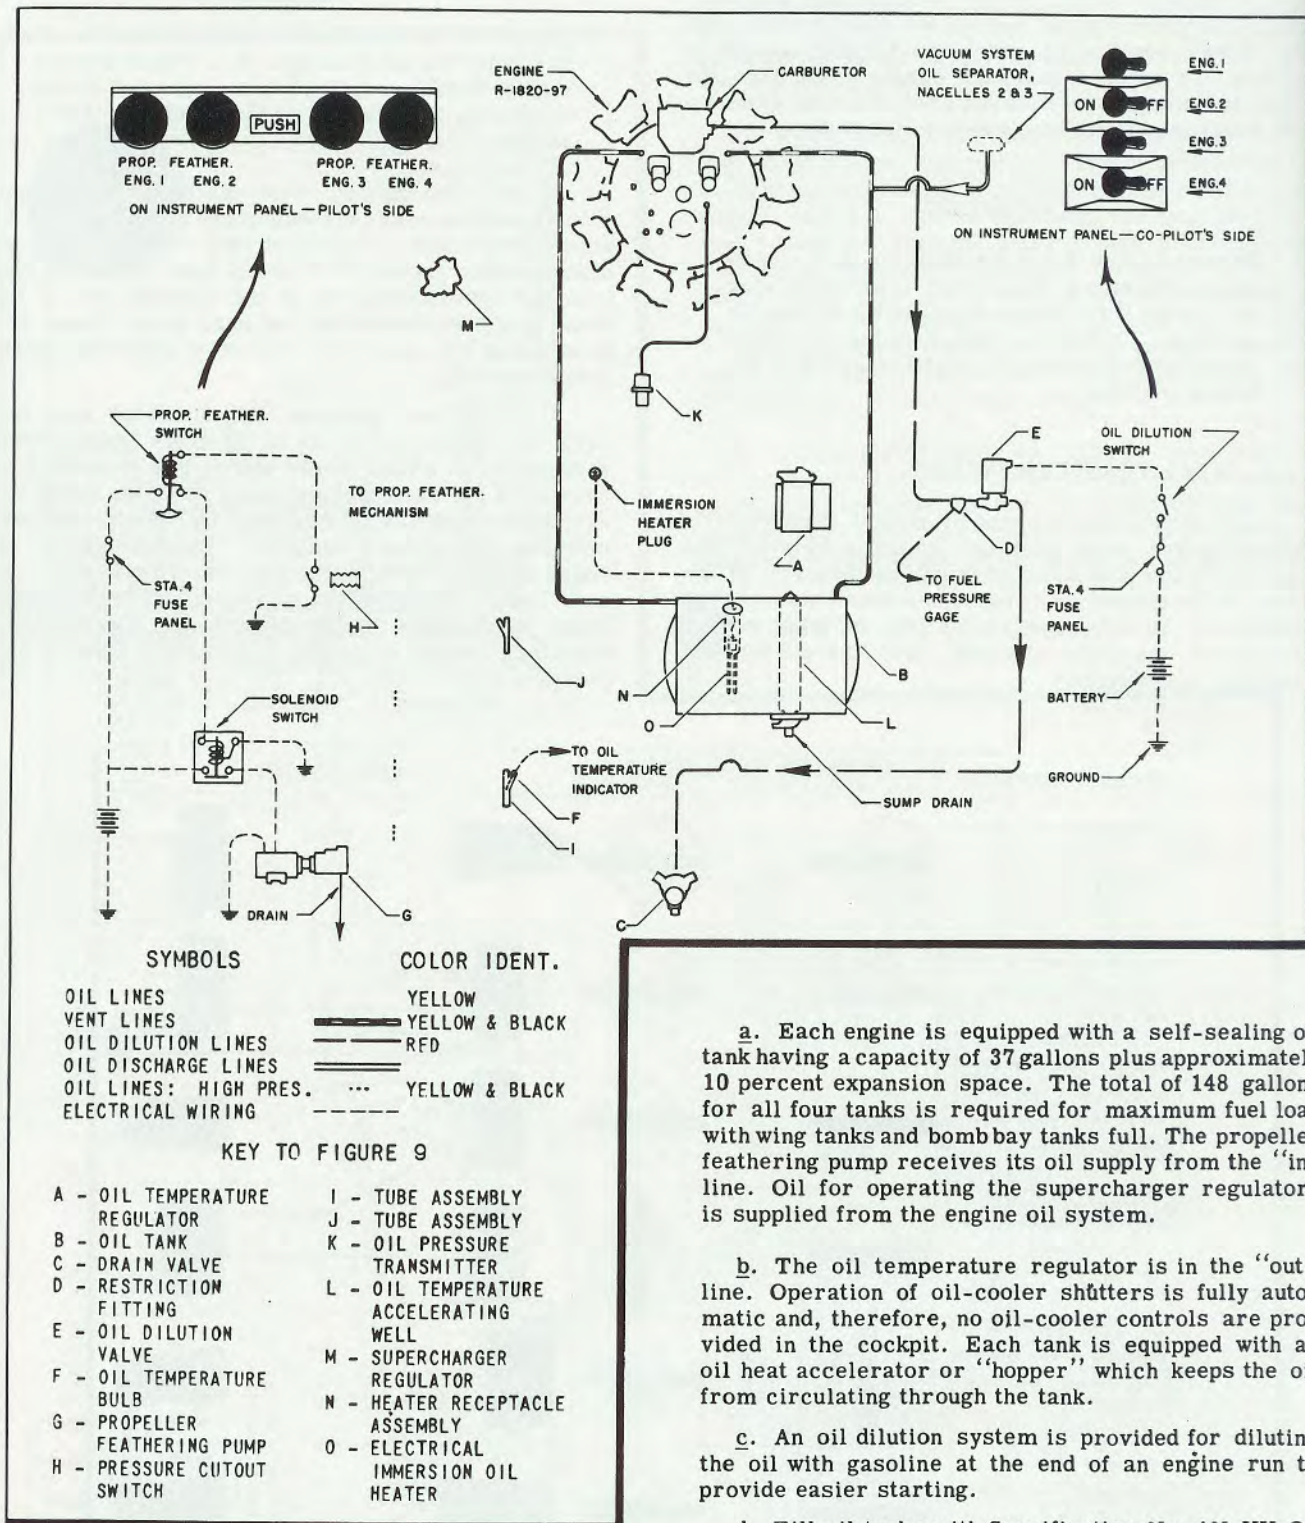 ENGINE
R-1820-97
CARBURETOR
VACUUM SYSTEM
OIL SEPARATOR,
NACELLES 2 & 3
ENG. 1
ON OFF ENG.2
ENG.3
ON OFF ENG.4
ON INSTRUMENT PANEL—CO-PILOT'S SIDE
PUSH
PROP. FEATHER. PROP. FEATHER.
ENG. 1 ENG. 2 ENG. 3 ENG. 4
ON INSTRUMENT PANEL—PILOT'S SIDE
M
K
PROP. FEATHER.
SWITCH
TO PROP. FEATHER.
MECHANISM
STA. 4
FUSE
PANEL
H
SOLENOID
SWITCH
DRAIN
G
J
TO OIL
TEMPERATURE
INDICATOR
F
I
IMMERSION
HEATER
PLUG
A
N
O
B
L
SUMP DRAIN
C
E
D
TO FUEL
PRESSURE
GAGE
OIL DILUTION
SWITCH
STA. 4
FUSE
PANEL
BATTERY
GROUND
SYMBOLS COLOR IDENT.
OIL LINES YELLOW
VENT LINES YELLOW & BLACK
OIL DILUTION LINES RED
OIL DISCHARGE LINES
OIL LINES: HIGH PRES. YELLOW & BLACK
ELECTRICAL WIRING
KEY TO FIGURE 9
A - OIL TEMPERATURE
REGULATOR
B - OIL TANK
C - DRAIN VALVE
D - RESTRICTION
FITTING
E - OIL DILUTION
VALVE
F - OIL TEMPERATURE
BULB
G - PROPELLER
FEATHERING PUMP
H - PRESSURE CUTOUT
SWITCH
I - TUBE ASSEMBLY
J - TUBE ASSEMBLY
K - OIL PRESSURE
TRANSMITTER
L - OIL TEMPERATURE
ACCELERATING
WELL
M - SUPERCHARGER
REGULATOR
N - HEATER RECEPTACLE
ASSEMBLY
O - ELECTRICAL
IMMERSION OIL
HEATER
a. Each engine is equipped with a self-sealing o
tank having a capacity of 37 gallons plus approximatel
10 percent expansion space. The total of 148 gallon
for all four tanks is required for maximum fuel loa
with wing tanks and bomb bay tanks full. The propelle
feathering pump receives its oil supply from the "in
line. Oil for operating the supercharger regulator
is supplied from the engine oil system.
b. The oil temperature regulator is in the "out
line. Operation of oil-cooler shutters is fully auto
matic and, therefore, no oil-cooler controls are pro
vided in the cockpit. Each tank is equipped with a
oil heat accelerator or "hopper" which keeps the o
from circulating through the tank.
c. An oil dilution system is provided for dilutin
the oil with gasoline at the end of an engine run t
provide easier starting.